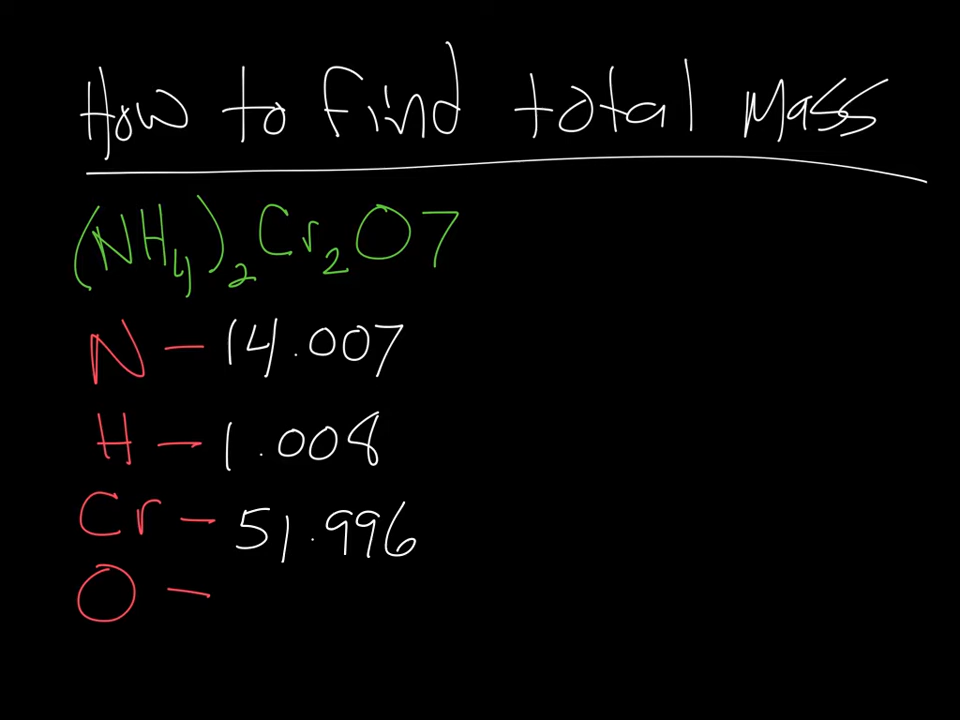 How to find total Mass
(NH₄)₂Cr₂O7
N - 14.007
H - 1.008
Cr - 51.996
O -